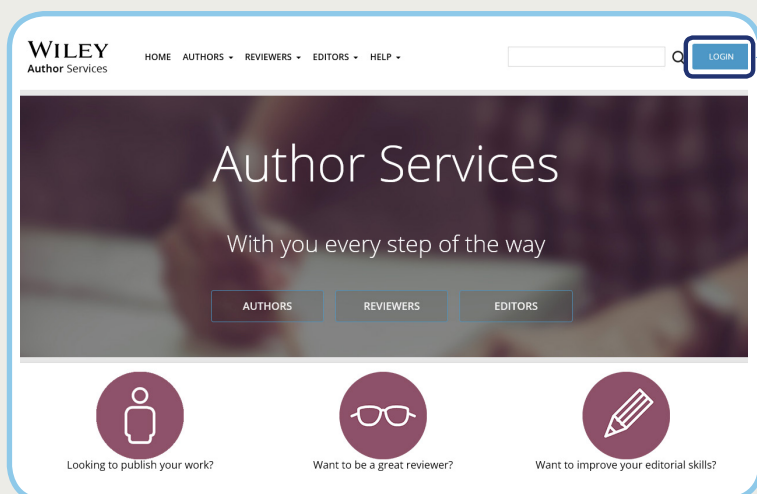 WILEY
Author Services
HOME AUTHORS REVIEWERS EDITORS HELP
LOGIN
Author Services
With you every step of the way
AUTHORS REVIEWERS EDITORS
Looking to publish your work? Want to be a great reviewer? Want to improve your editorial skills?